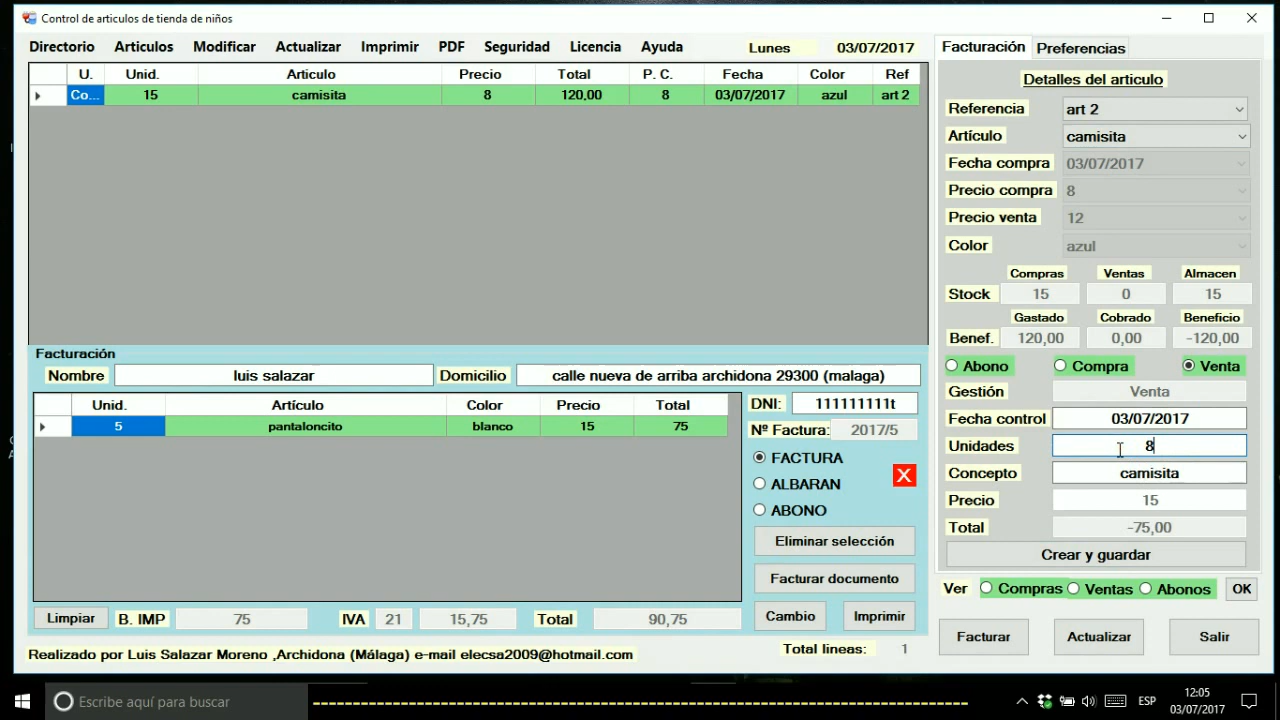 Control de articulos de tienda de niños
Directorio Articulos Modificar Actualizar Imprimir PDF Seguridad Licencia Ayuda Lunes 03/07/2017
U. Unid. Articulo Precio Total P. C. Fecha Color Ref
Co... 15 camisita 8 120,00 8 03/07/2017 azul art 2
Facturación Preferencias
Detalles del articulo
Referencia art 2
Artículo camisita
Fecha compra 03/07/2017
Precio compra 8
Precio venta 12
Color azul
Compras Ventas Almacen
Stock 15 0 15
Gastado Cobrado Beneficio
Benef. 120,00 0,00 -120,00
Abono Compra Venta
Gestión Venta
Fecha control 03/07/2017
Unidades 8
Concepto camisita
Precio 15
Total -75,00
Crear y guardar
Ver Compras Ventas Abonos OK
Facturar Actualizar Salir
Facturación
Nombre luis salazar Domicilio calle nueva de arriba archidona 29300 (malaga)
Unid. Artículo Color Precio Total
5 pantaloncito blanco 15 75
DNI: 111111111t
Nº Factura: 2017/5
FACTURA
X
ALBARAN
ABONO
Eliminar selección
Facturar documento
Cambio Imprimir
Limpiar B. IMP 75 IVA 21 15,75 Total 90,75
Realizado por Luis Salazar Moreno ,Archidona (Málaga) e-mail elecsa2009@hotmail.com
Total lineas: 1
Escribe aquí para buscar
ESP
12:05
03/07/2017